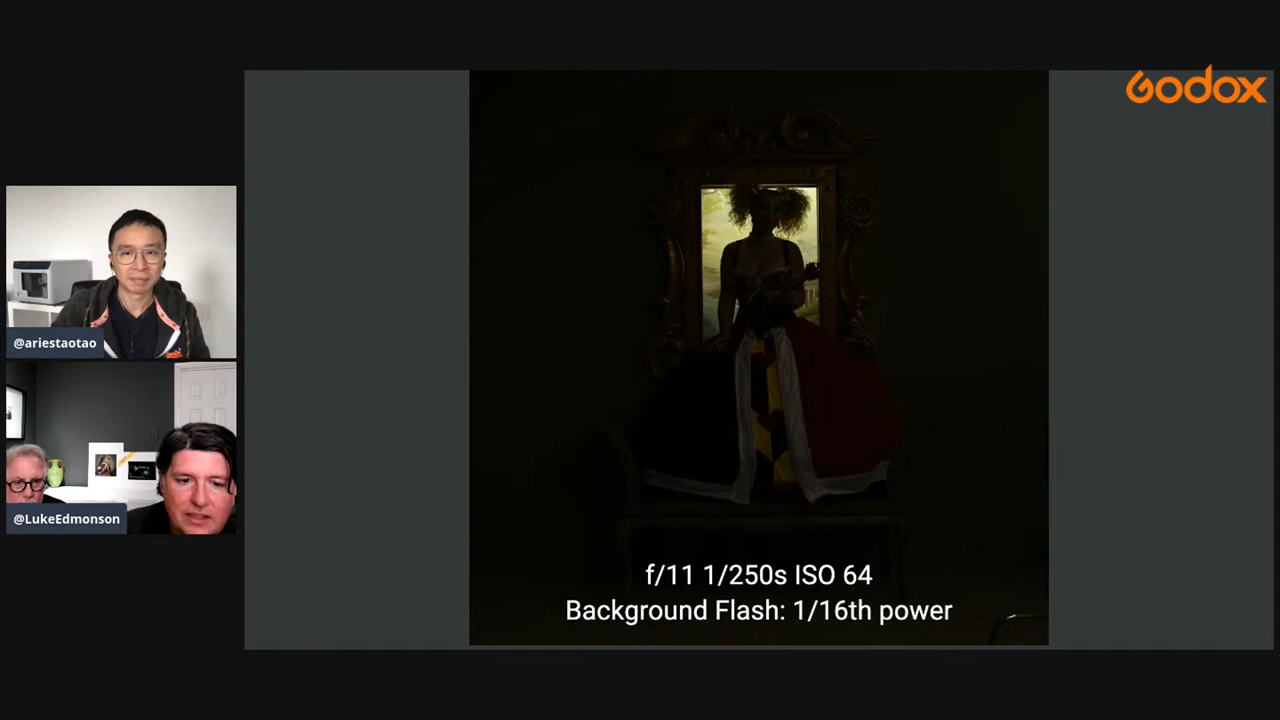 Godox
@ariestaotao
@LukeEdmonson
f/11 1/250s ISO 64
Background Flash: 1/16th power